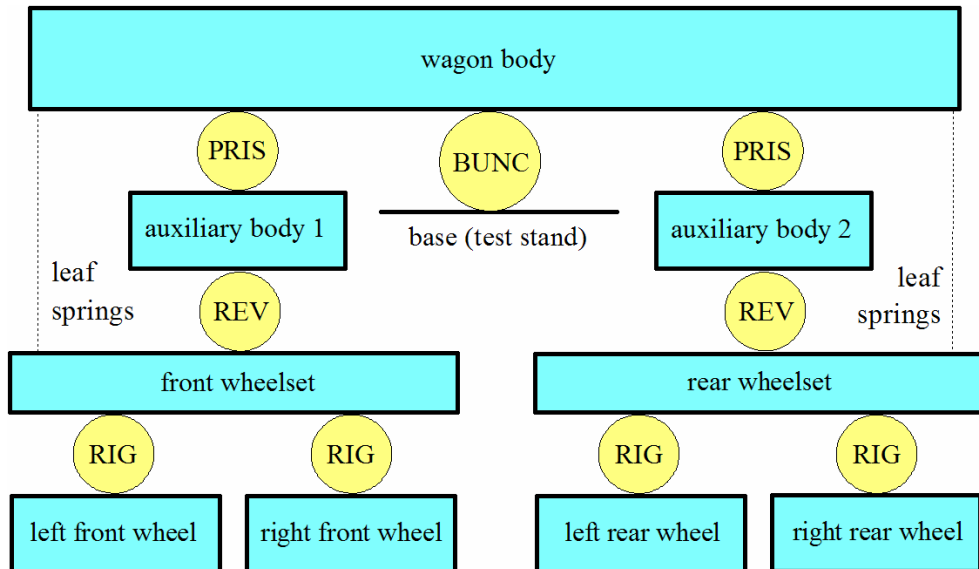 wagon body
PRIS
BUNC
PRIS
auxiliary body 1
base (test stand)
auxiliary body 2
leaf
springs
REV
REV
leaf
springs
front wheelset
rear wheelset
RIG
RIG
RIG
RIG
left front wheel
right front wheel
left rear wheel
right rear wheel